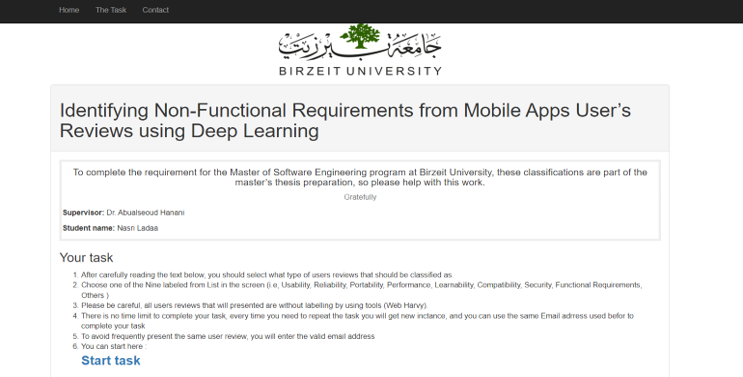 Home The Task Contact
جامعة بيرزيت
BIRZEIT UNIVERSITY
Identifying Non-Functional Requirements from Mobile Apps User's
Reviews using Deep Learning
To complete the requirement for the Master of Software Engineering program at Birzeit University, these classifications are part of the
master's thesis preparation, so please help with this work.
Gratefully
Supervisor: Dr. Abualseoud Hanani
Student name: Nasri Ladaa
Your task
1. After carefully reading the text below, you should select what type of users reviews that should be classified as.
2. Choose one of the Nine labeled from List in the screen (i.e, Usability, Reliability, Portability, Performance, Learnability, Compatibility, Security, Functional Requirements,
Others )
3. Please be careful, all users reviews that will presented are without labelling by using tools (Web Harvy).
4. There is no time limit to complete your task, every time you need to repeat the task you will get new inctance, and you can use the same Email adrress used befor to
complete your task
5. To avoid frequently present the same user review, you will enter the valid email address
6. You can start here :
Start task